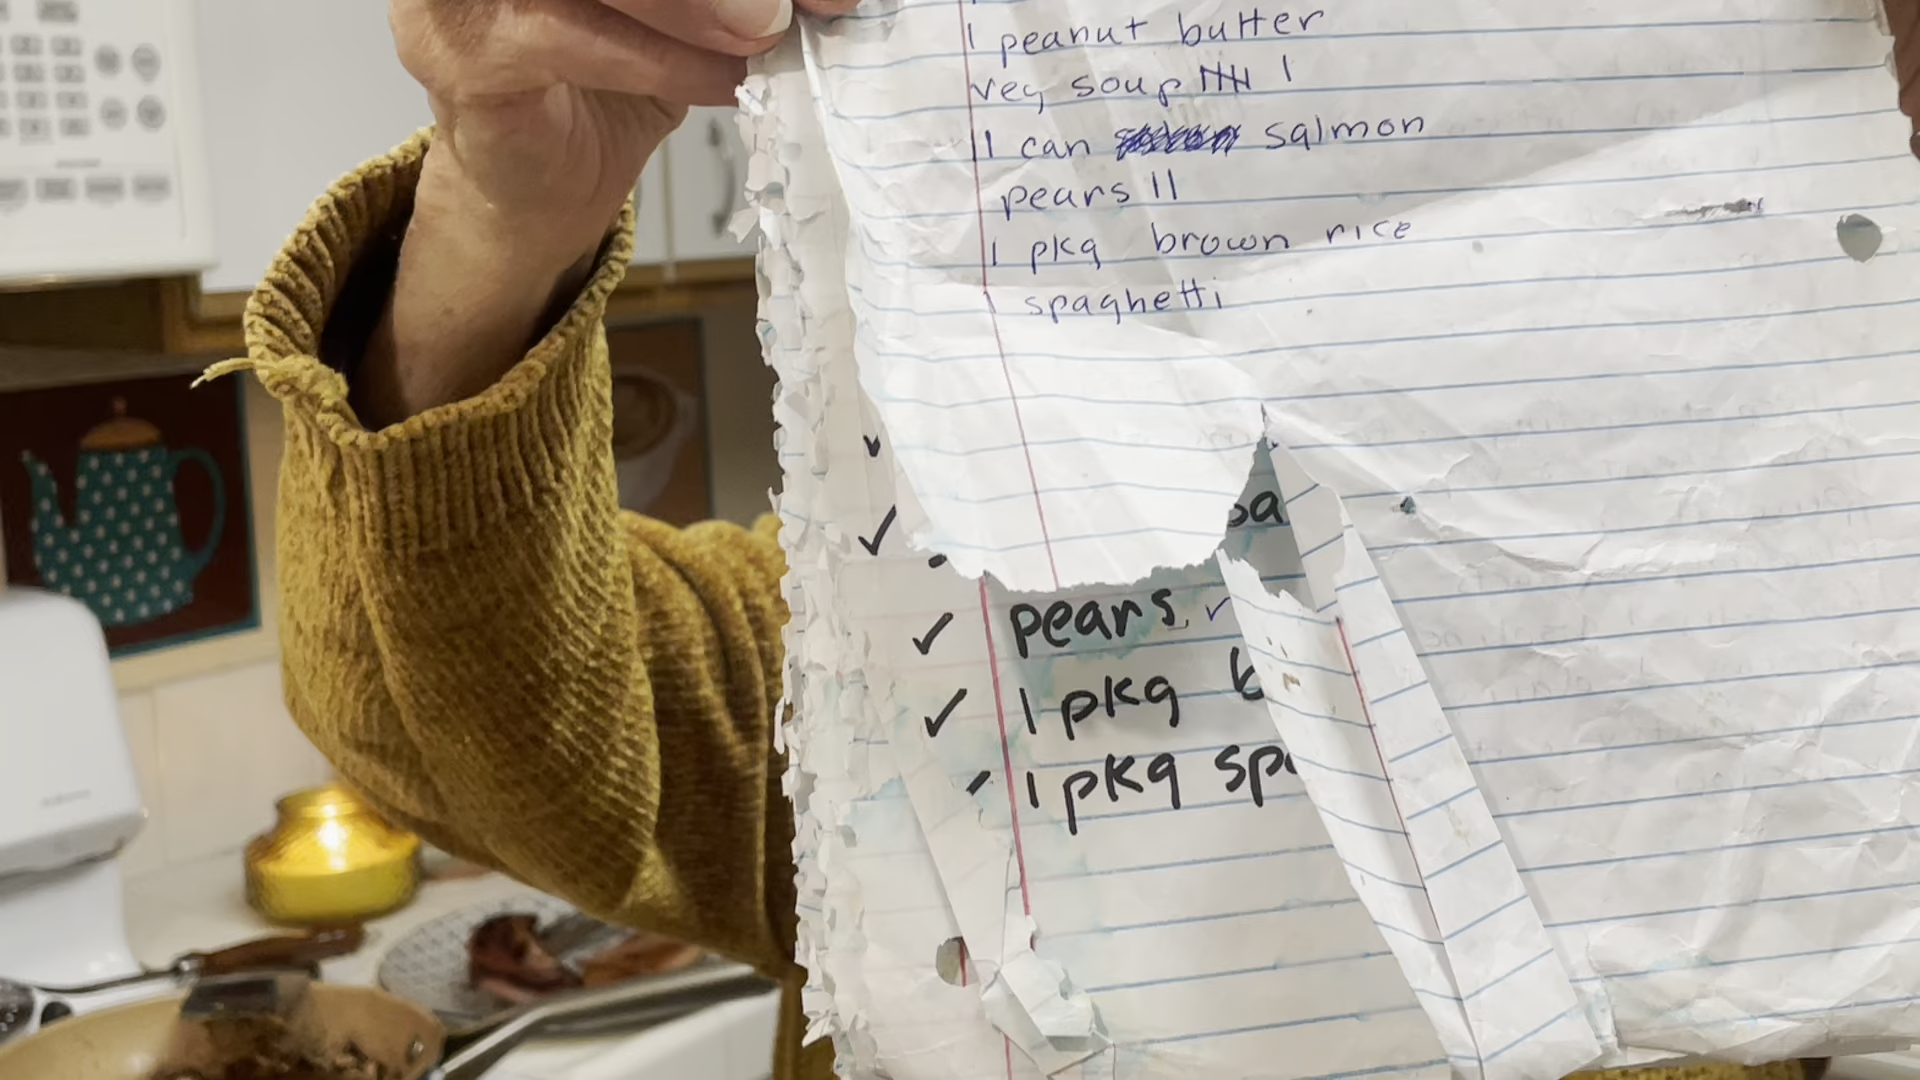 1 peanut butter
veg soup 卌 1
1 can salmon
pears 11
1 pkg brown rice
1 spaghetti
pears
1 pkg
1 pkg